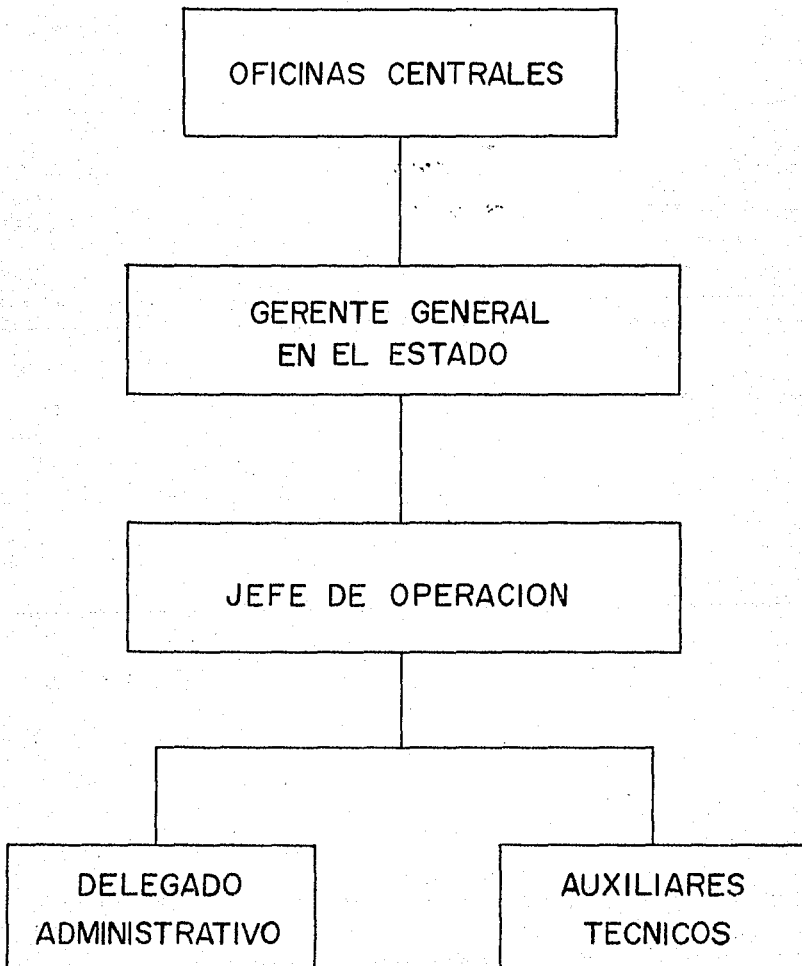 OFICINAS CENTRALES
GERENTE GENERAL
EN EL ESTADO
JEFE DE OPERACION
DELEGADO
ADMINISTRATIVO
AUXILIARES
TECNICOS